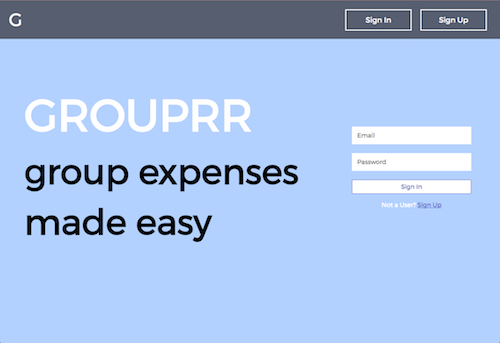 G
Sign In
Sign Up
GROUPRR
group expenses
made easy
Email
Password
Sign In
Not a User? Sign Up